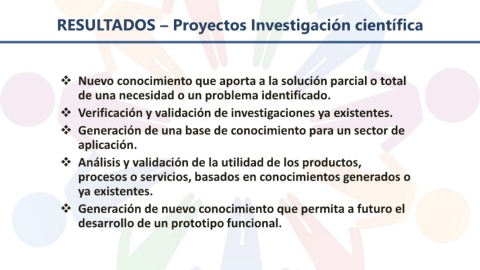 RESULTADOS – Proyectos Investigación científica
❖ Nuevo conocimiento que aporta a la solución parcial o total
de una necesidad o un problema identificado.
❖ Verificación y validación de investigaciones ya existentes.
❖ Generación de una base de conocimiento para un sector de
aplicación.
❖ Análisis y validación de la utilidad de los productos,
procesos o servicios, basados en conocimientos generados o
ya existentes.
❖ Generación de nuevo conocimiento que permita a futuro el
desarrollo de un prototipo funcional.